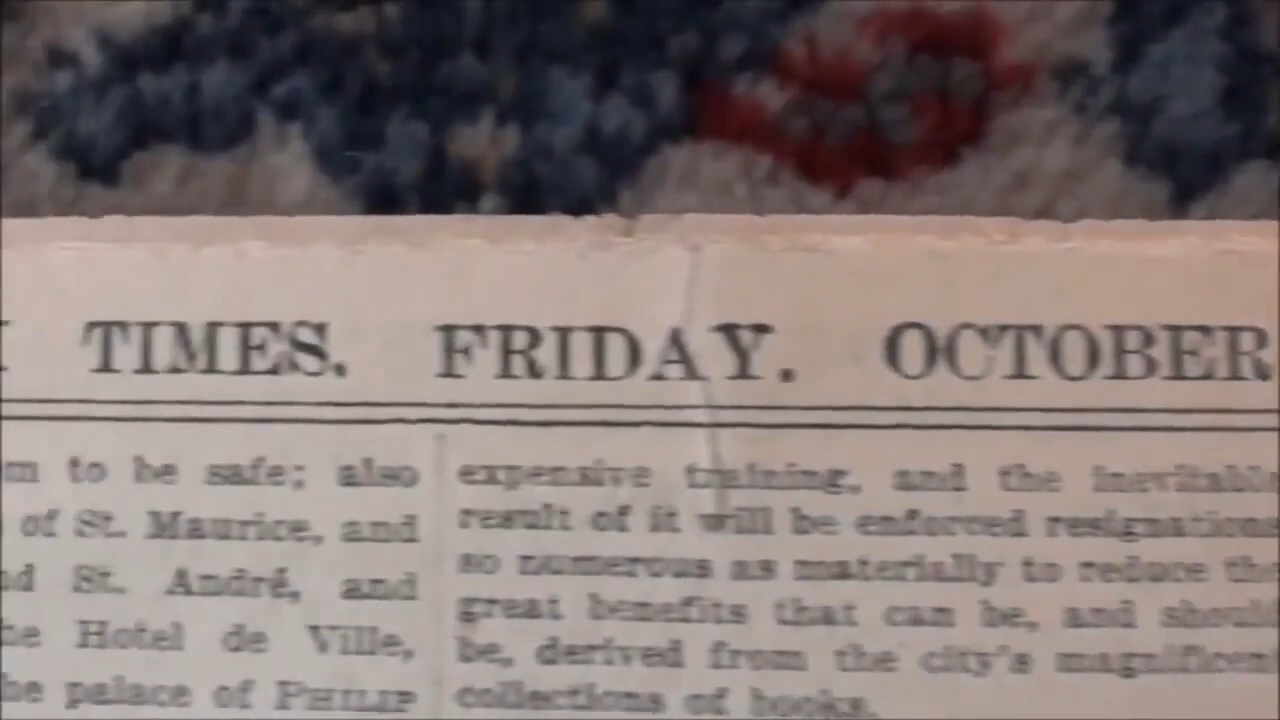 TIMES. FRIDAY. OCTOBER
to be safe; also
of St. Maurice, and
St. André, and
Hotel de Ville,
palace of PHILIP
expensive training, and the inevitable
result of it will be enforced resignations
so numerous as materially to reduce the
great benefits that can be, and should
be, derived from the city's magnificent
collections of books.